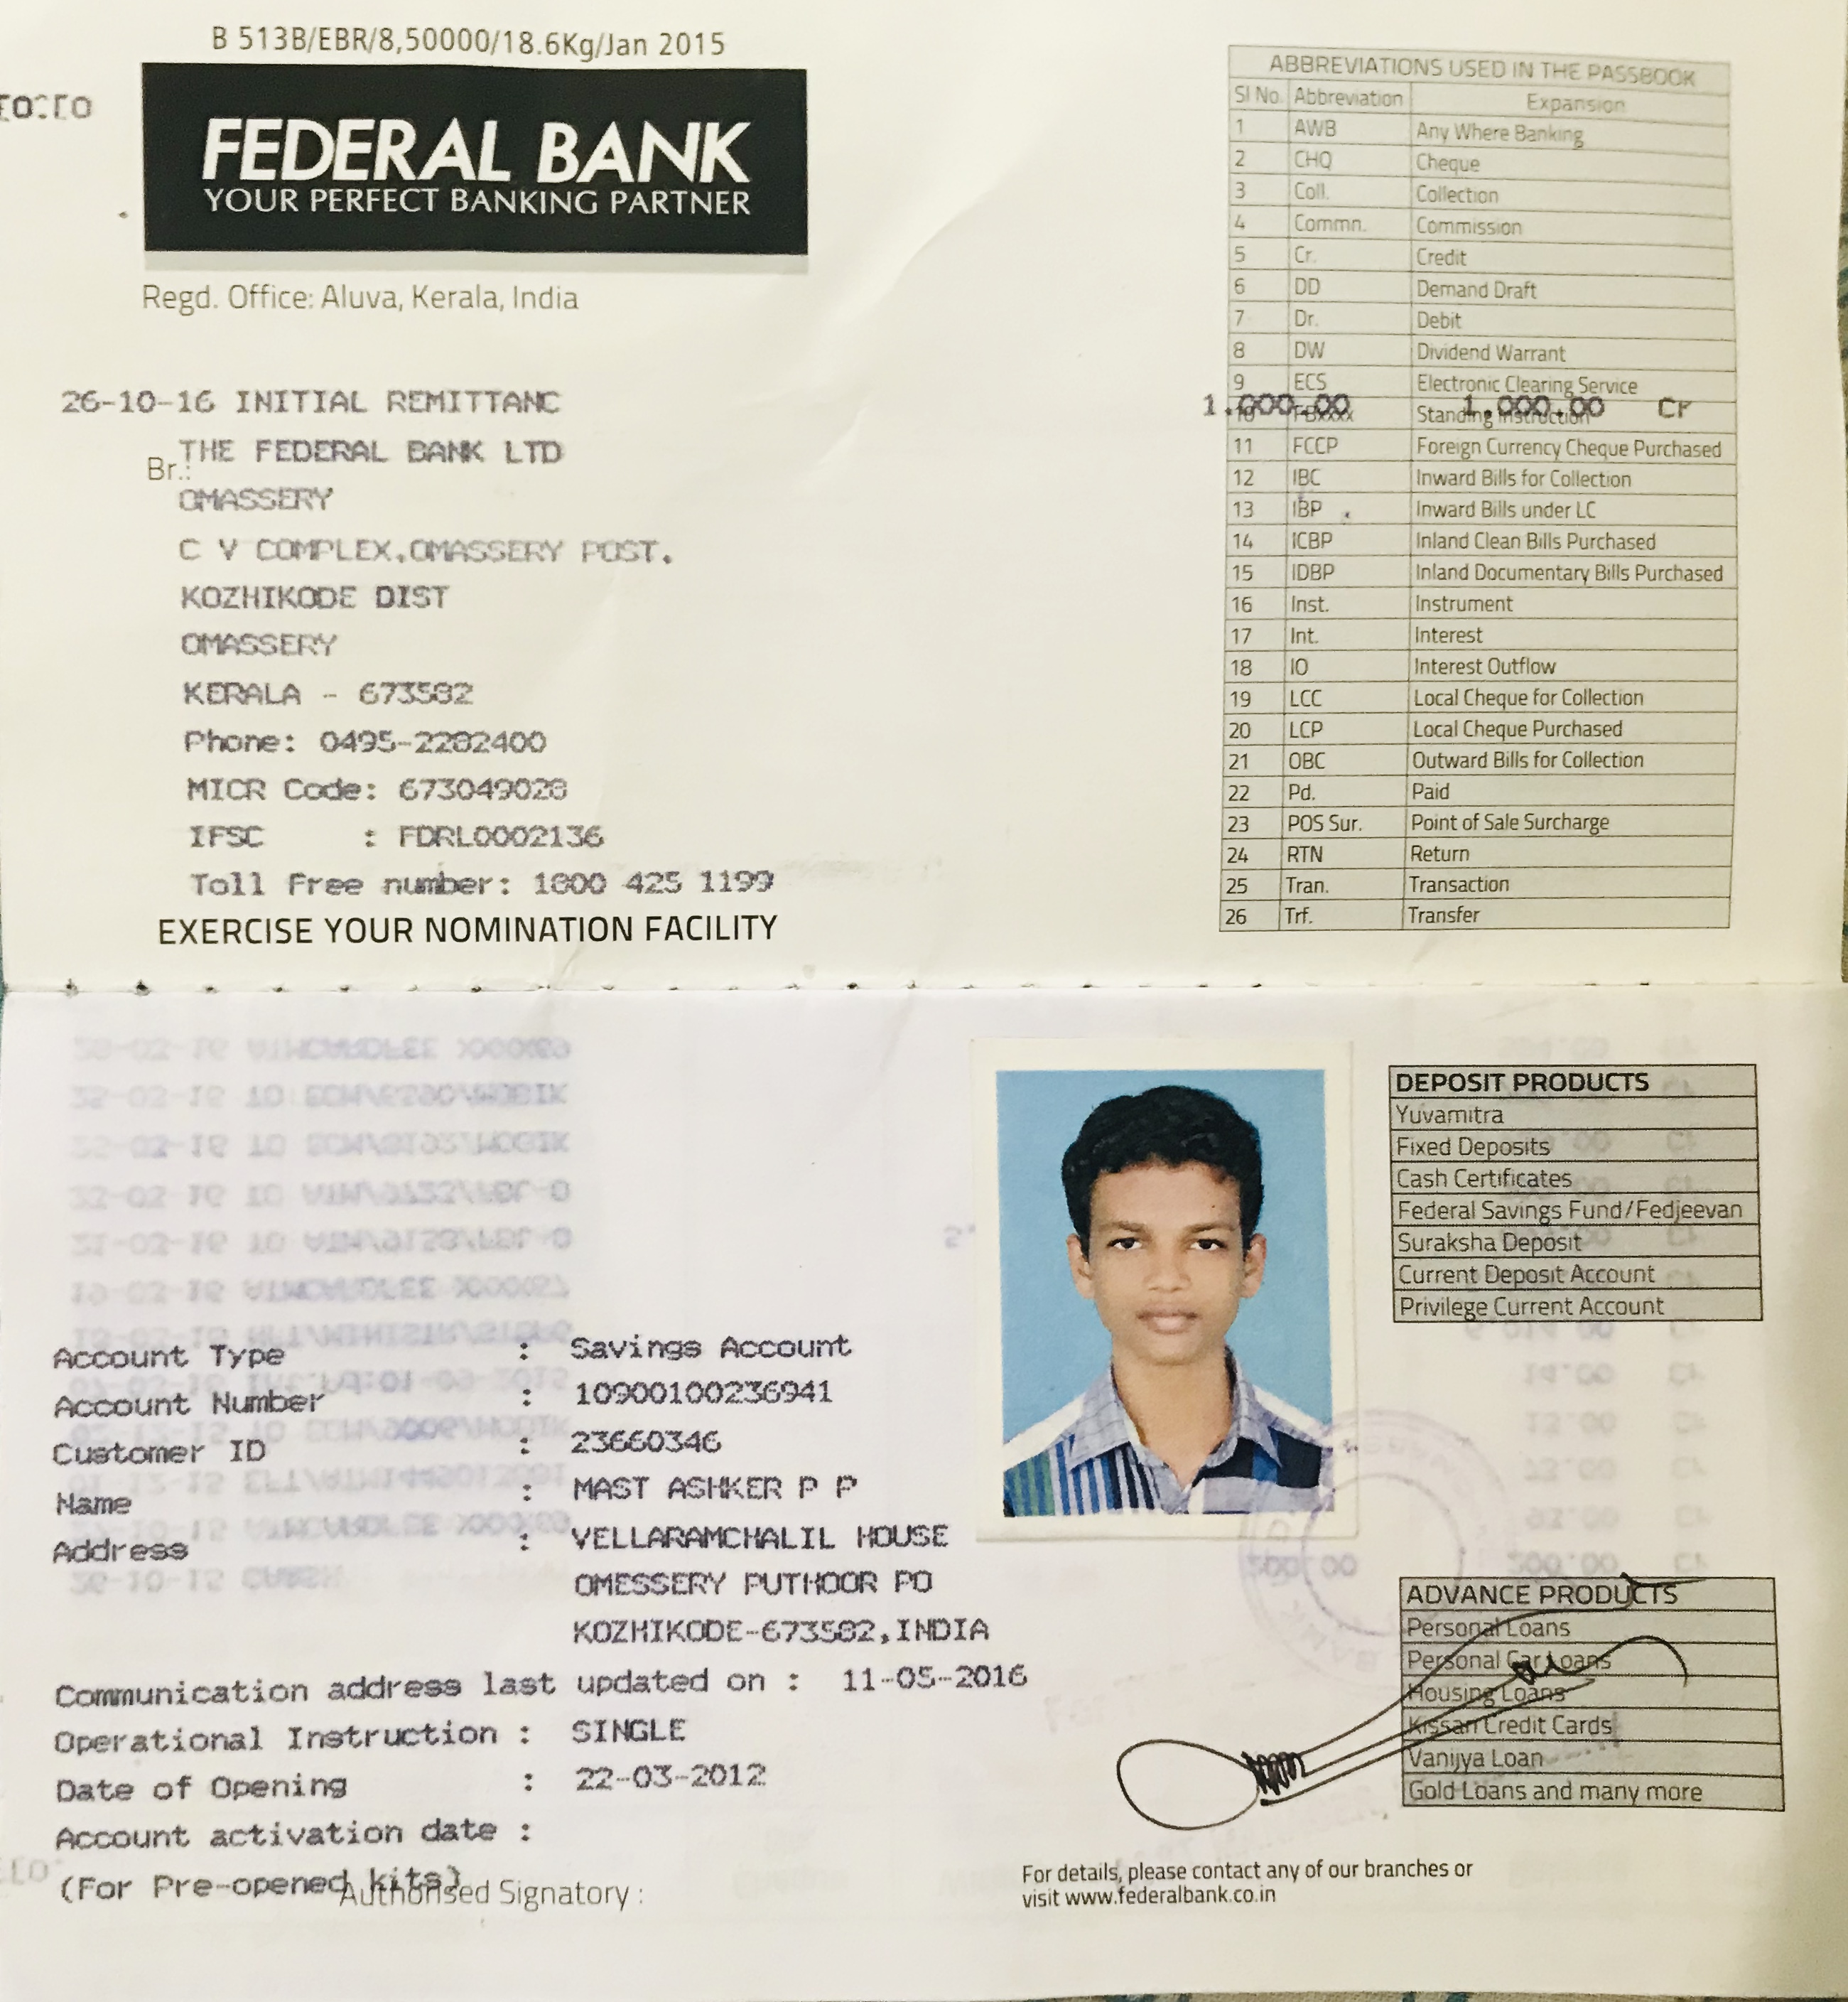 B 513B/EBR/8,50000/18.6Kg/Jan 2015
FEDERAL BANK
YOUR PERFECT BANKING PARTNER
Regd. Office: Aluva, Kerala, India
26-10-16 INITIAL REMITTANC 1,000.00 1,000.00 Cr
Br.: THE FEDERAL BANK LTD
OMASSERY
C V COMPLEX,OMASSERY POST.
KOZHIKODE DIST
OMASSERY
KERALA - 673582
Phone: 0495-2282400
MICR Code: 673049028
IFSC : FDRL0002136
Toll Free number: 1800 425 1199
EXERCISE YOUR NOMINATION FACILITY
ABBREVIATIONS USED IN THE PASSBOOK
Sl No. Abbreviation Expansion
1 AWB Any Where Banking
2 CHQ Cheque
3 Coll. Collection
4 Commn. Commission
5 Cr. Credit
6 DD Demand Draft
7 Dr. Debit
8 DW Dividend Warrant
9 ECS Electronic Clearing Service
10 FBxxxx Standing Instruction
11 FCCP Foreign Currency Cheque Purchased
12 IBC Inward Bills for Collection
13 IBP Inward Bills under LC
14 ICBP Inland Clean Bills Purchased
15 IDBP Inland Documentary Bills Purchased
16 Inst. Instrument
17 Int. Interest
18 IO Interest Outflow
19 LCC Local Cheque for Collection
20 LCP Local Cheque Purchased
21 OBC Outward Bills for Collection
22 Pd. Paid
23 POS Sur. Point of Sale Surcharge
24 RTN Return
25 Tran. Transaction
26 Trf. Transfer
Account Type : Savings Account
Account Number : 10900100236941
Customer ID : 23660346
Name : MAST ASHKER P P
Address : VELLARAMCHALIL HOUSE
OMESSERY PUTHOOR PO
KOZHIKODE-673582,INDIA
Communication address last updated on : 11-05-2016
Operational Instruction : SINGLE
Date of Opening : 22-03-2012
Account activation date :
(For Pre-opened kits)
Authorised Signatory :
DEPOSIT PRODUCTS
Yuvamitra
Fixed Deposits
Cash Certificates
Federal Savings Fund/Fedjeevan
Suraksha Deposit
Current Deposit Account
Privilege Current Account
ADVANCE PRODUCTS
Personal Loans
Personal Car Loans
Housing Loans
Kissan Credit Cards
Vanijya Loan
Gold Loans and many more
For details, please contact any of our branches or
visit www.federalbank.co.in